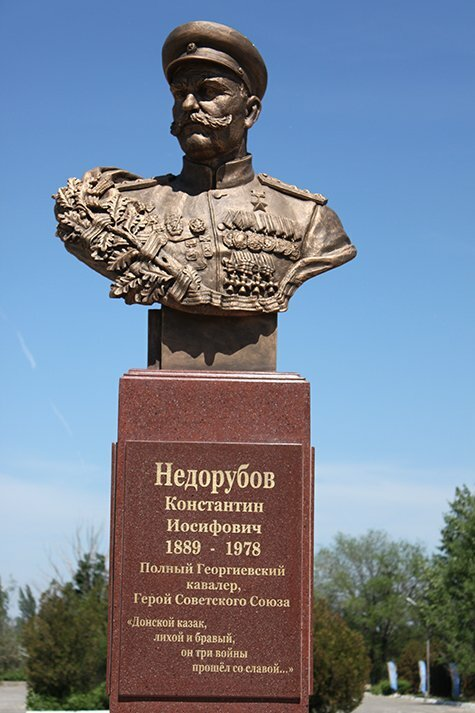 Недорубов
Константин
Иосифович
1889 - 1978
Полный Георгиевский
кавалер,
Герой Советского Союза
«Донской казак,
лихой и бравый,
он три войны
прошёл со славой...»